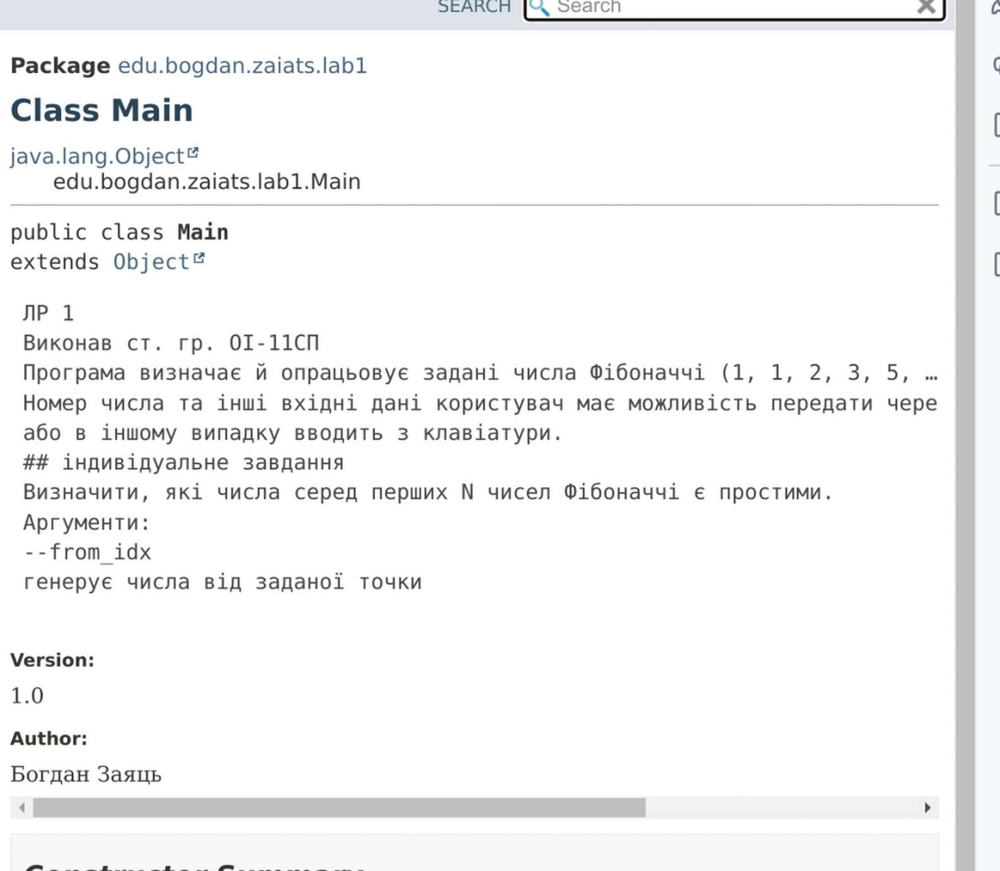 SEARCH Search
Package edu.bogdan.zaiats.lab1
Class Main
java.lang.Object
edu.bogdan.zaiats.lab1.Main
public class Main
extends Object
ЛР 1
Виконав ст. гр. ОІ-11СП
Програма визначає й опрацьовує задані числа Фібоначчі (1, 1, 2, 3, 5, …
Номер числа та інші вхідні дані користувач має можливість передати чере
або в іншому випадку вводить з клавіатури.
## індивідуальне завдання
Визначити, які числа серед перших N чисел Фібоначчі є простими.
Аргументи:
--from_idx
генерує числа від заданої точки
Version:
1.0
Author:
Богдан Заяць
Constructor Summary